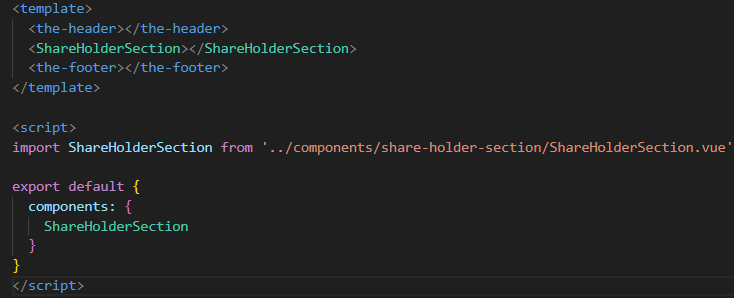 <template>
  <the-header></the-header>
  <ShareHolderSection></ShareHolderSection>
  <the-footer></the-footer>
</template>

<script>
import ShareHolderSection from '../components/share-holder-section/ShareHolderSection.vue'

export default {
  components: {
    ShareHolderSection
  }
}
</script>